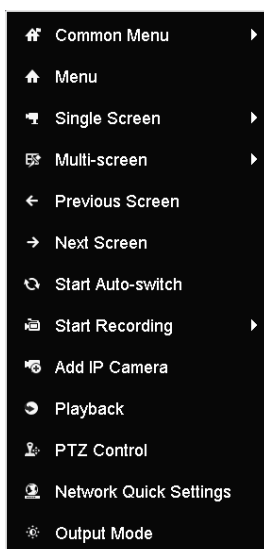 Common Menu
Menu
Single Screen
Multi-screen
Previous Screen
Next Screen
Start Auto-switch
Start Recording
Add IP Camera
Playback
PTZ Control
Network Quick Settings
Output Mode